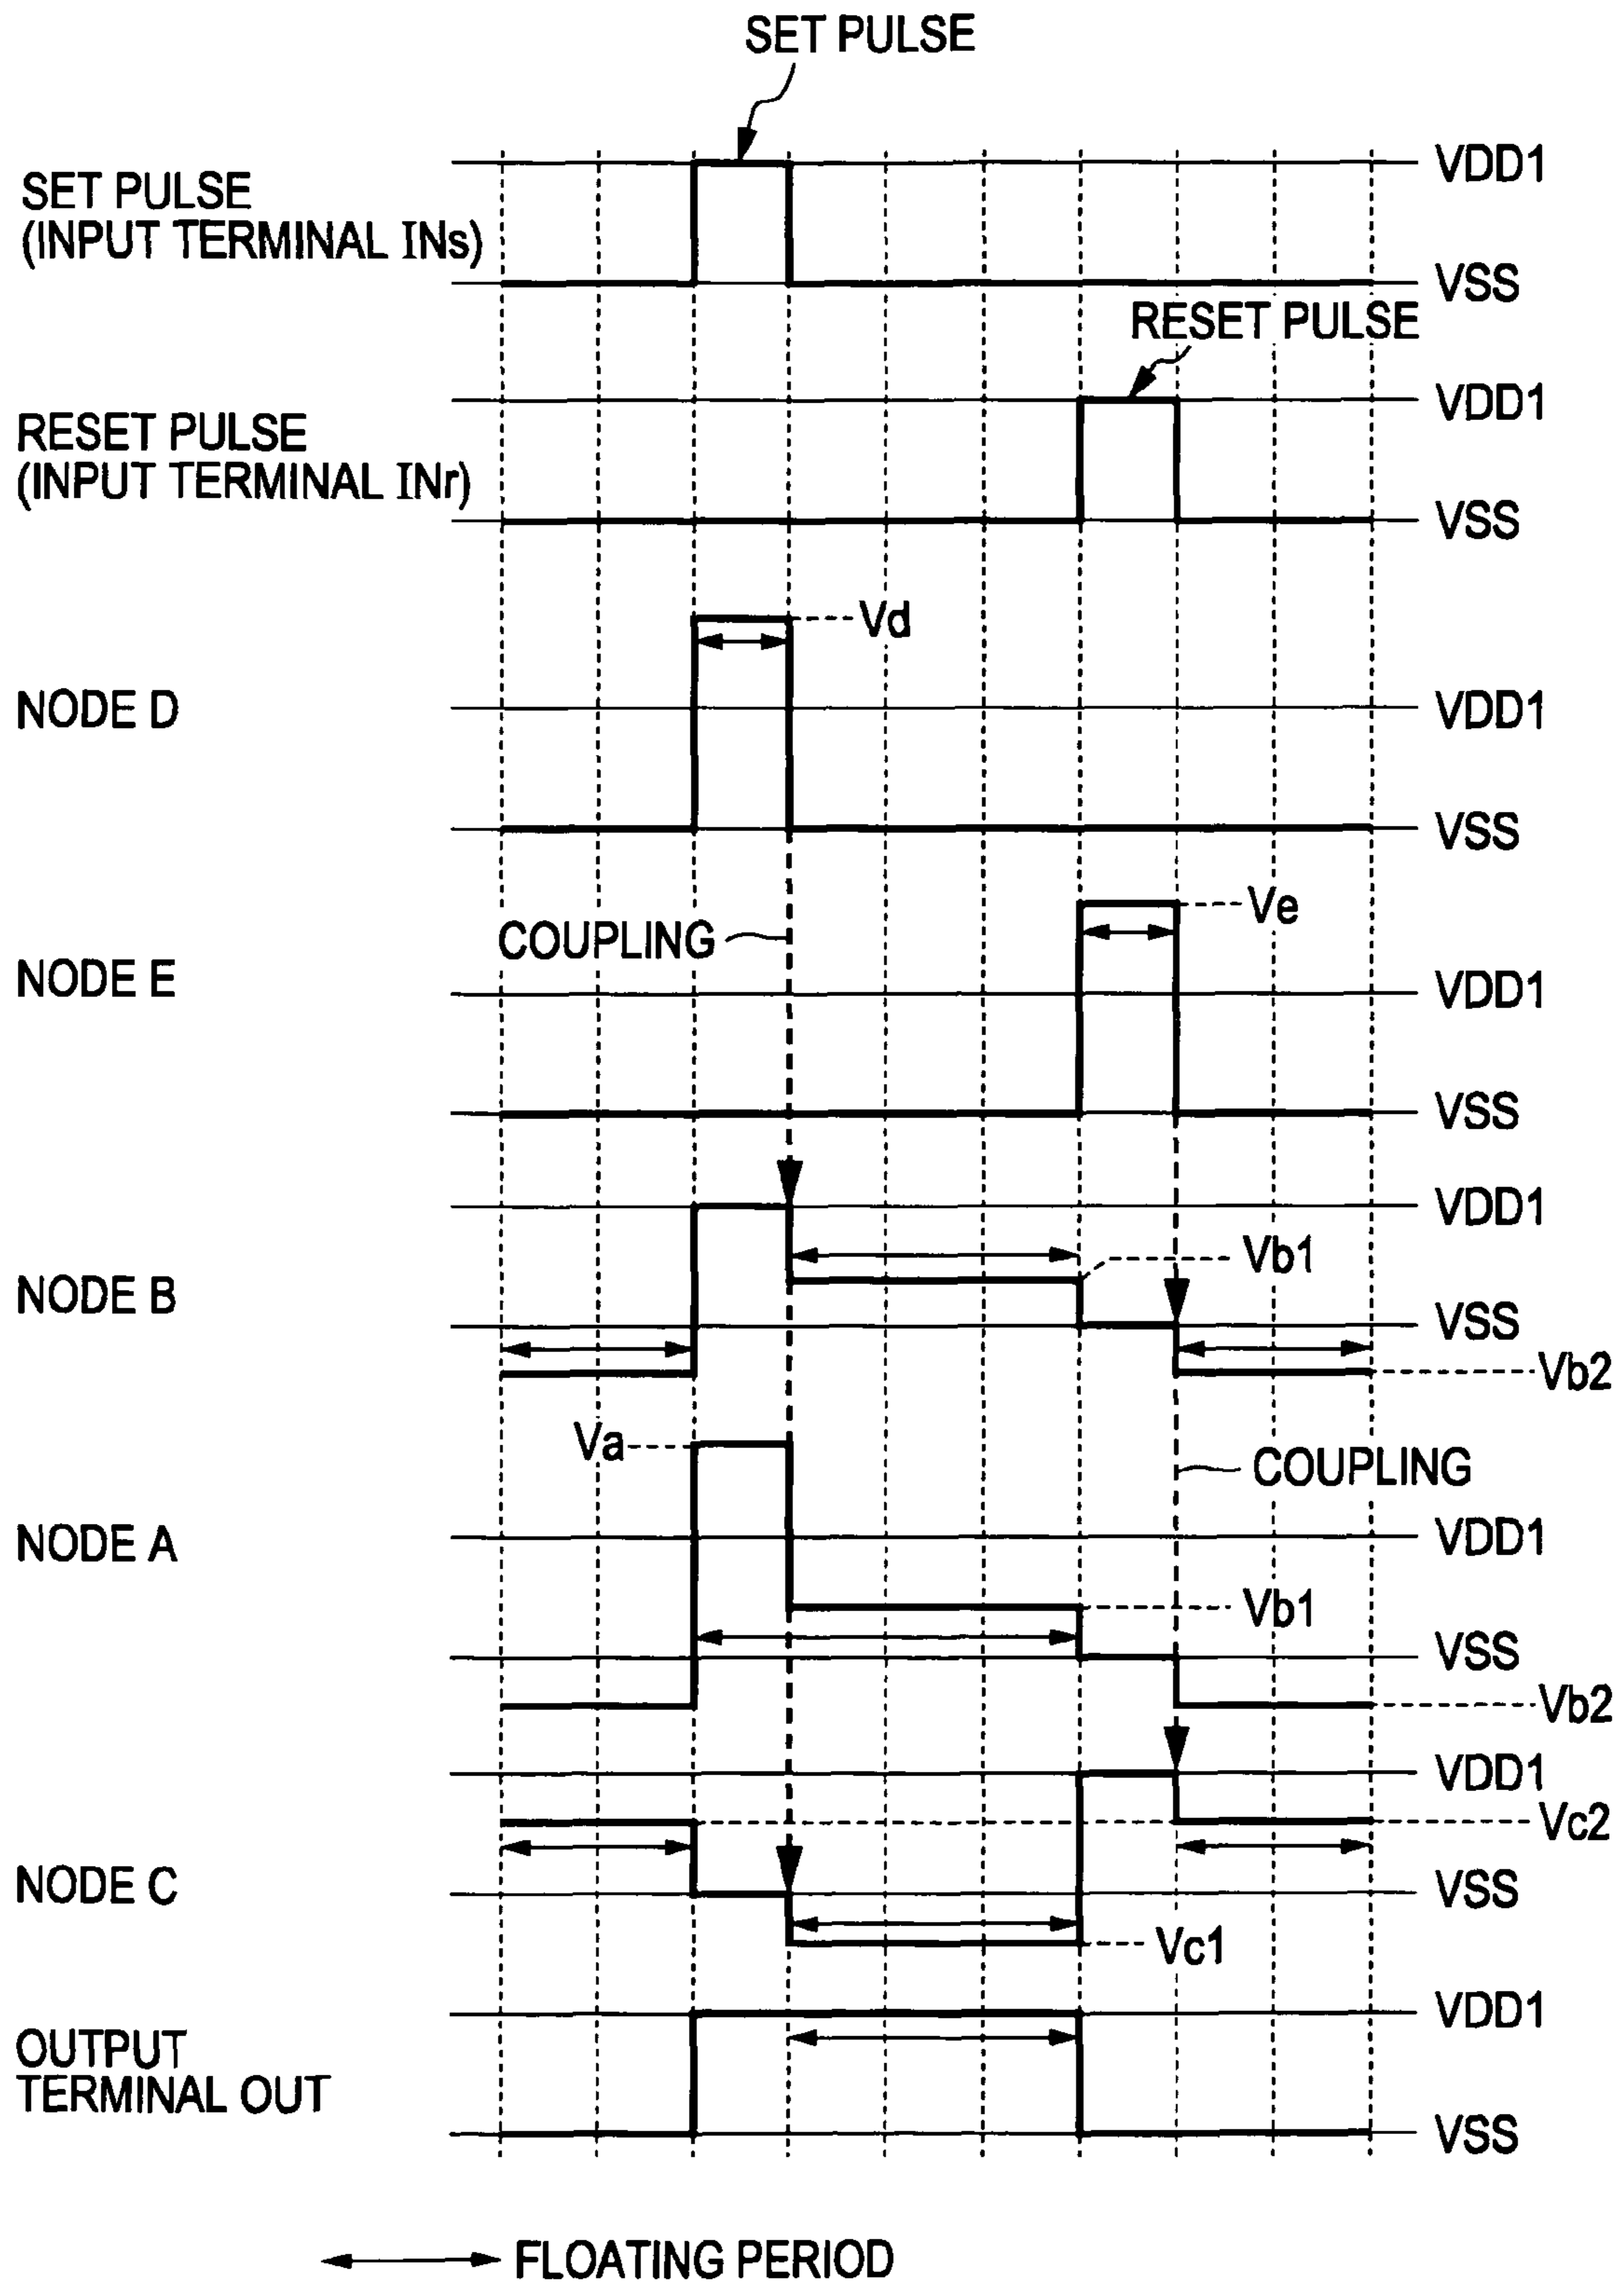 SET PULSE
VDD1
SET PULSE
(INPUT TERMINAL INs)
VSS
RESET PULSE
VDD1
RESET PULSE
(INPUT TERMINAL INr)
VSS
Vd
NODE D
VDD1
VSS
Ve
COUPLING
NODE E
VDD1
VSS
VDD1
Vb1
NODE B
VSS
Vb2
Va
COUPLING
NODE A
VDD1
Vb1
VSS
Vb2
VDD1
Vc2
NODE C
VSS
Vc1
VDD1
OUTPUT
TERMINAL OUT
VSS
FLOATING PERIOD